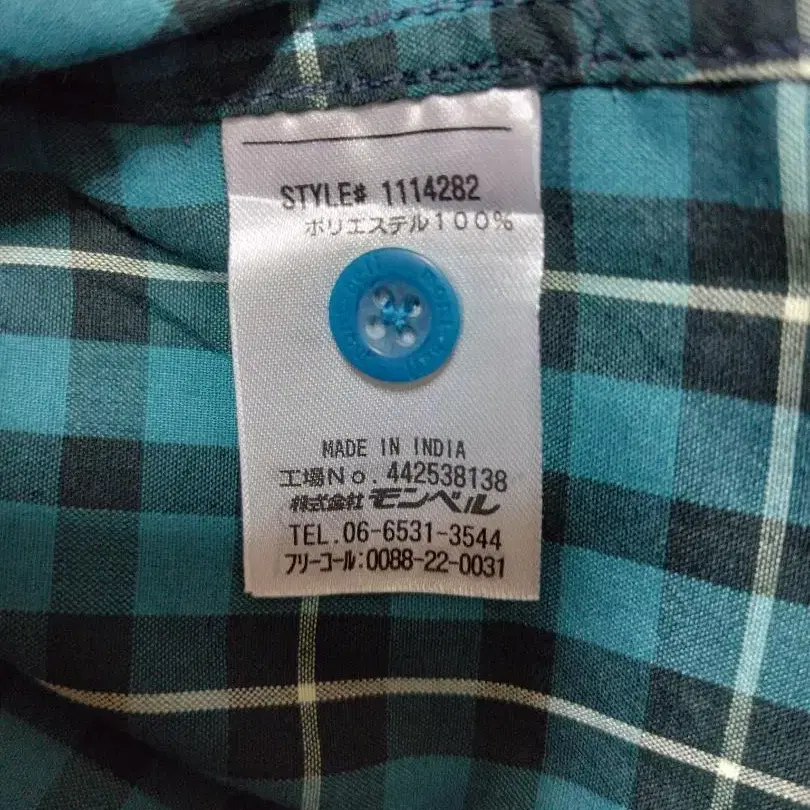 STYLE# 1114282
ポリエステル100%
MADE IN INDIA
工場No. 442538138
株式会社 モンベル
TEL.06-6531-3544
フリーコール:0088-22-0031